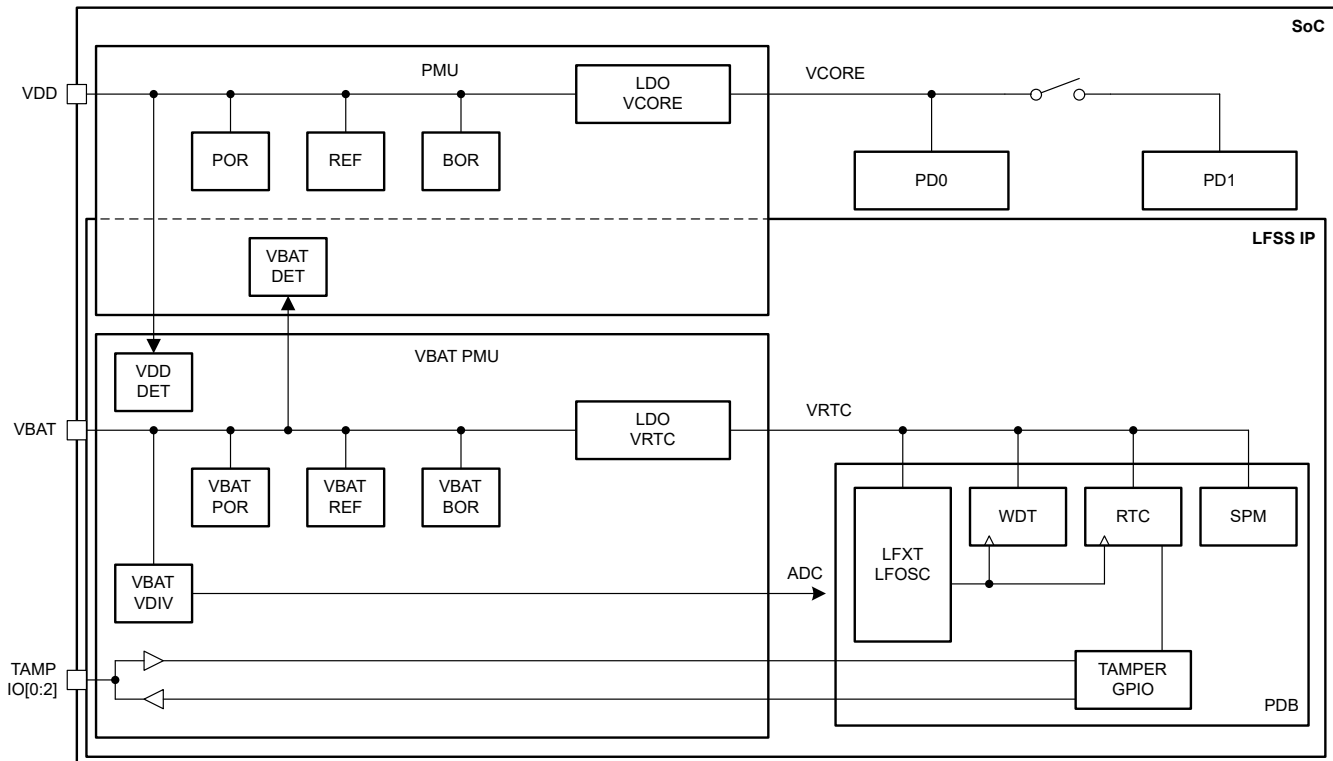 SoC
PMU
LDO
VCORE
VCORE
VDD
POR
REF
BOR
PD0
PD1
LFSS IP
VBAT
DET
VBAT PMU
VDD
DET
LDO
VRTC
VRTC
VBAT
VBAT
POR
VBAT
REF
VBAT
BOR
LFXT
LFOSC
WDT
RTC
SPM
VBAT
VDIV
ADC
TAMP
IO[0:2]
TAMPER
GPIO
PDB